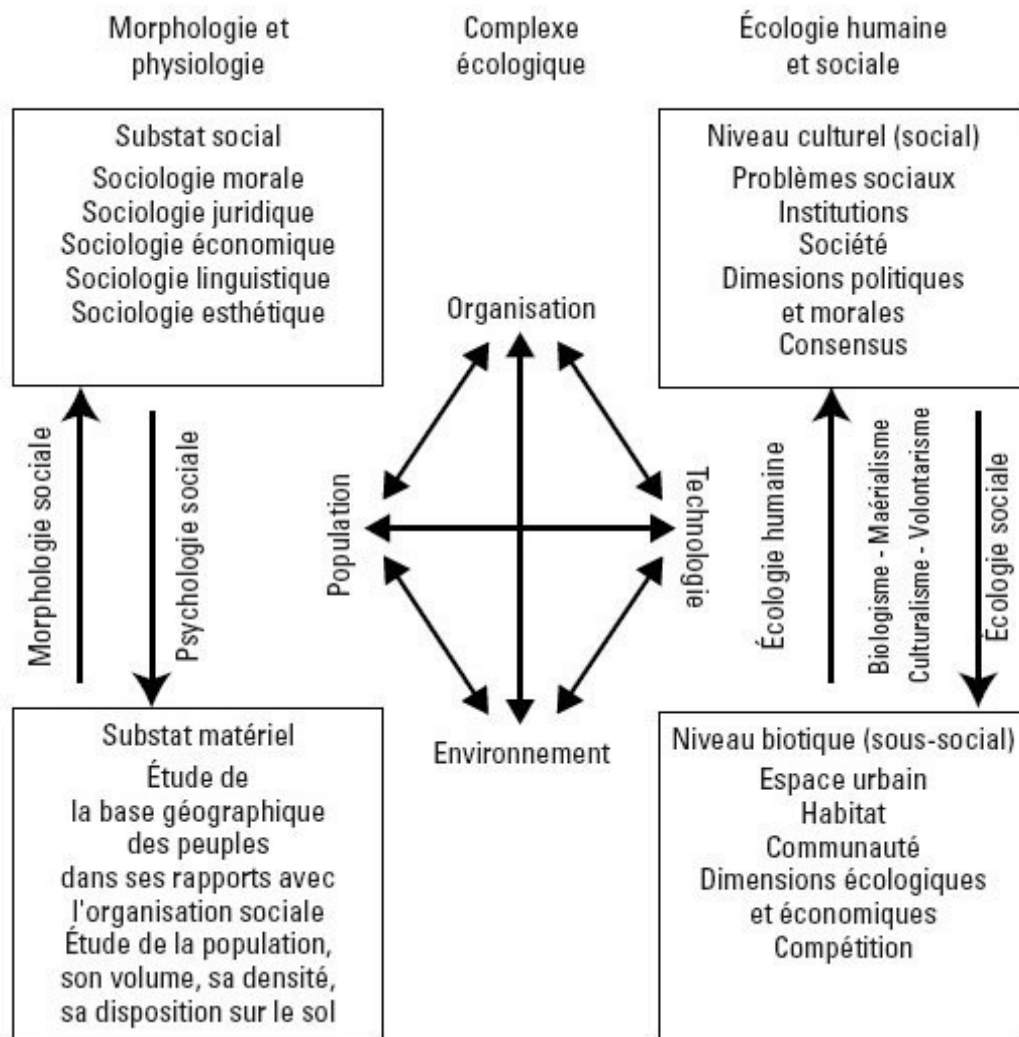 Morphologie et
physiologie
Complexe
écologique
Écologie humaine
et sociale
Substat social
Sociologie morale
Sociologie juridique
Sociologie économique
Sociologie linguistique
Sociologie esthétique
Niveau culturel (social)
Problèmes sociaux
Institutions
Société
Dimesions politiques
et morales
Consensus
Morphologie sociale
Psychologie sociale
Organisation
Population
Technologie
Environnement
Écologie humaine
Biologisme - Maérialisme
Culturalisme - Volontarisme
Écologie sociale
Substat matériel
Étude de
la base géographique
des peuples
dans ses rapports avec
l'organisation sociale
Étude de la population,
son volume, sa densité,
sa disposition sur le sol
Niveau biotique (sous-social)
Espace urbain
Habitat
Communauté
Dimensions écologiques
et économiques
Compétition